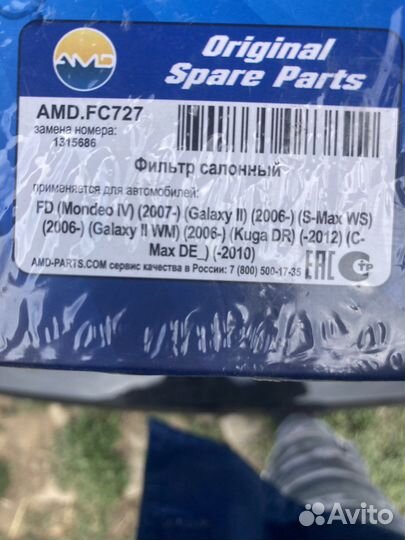 AMD
Original
Spare Parts
AMD.FC727
замена номера:
1315686
Фильтр салонный
применяется для автомобилей:
FD (Mondeo IV) (2007-) (Galaxy II) (2006-) (S-Max WS)
(2006-) (Galaxy II WM) (2006-) (Kuga DR) (-2012) (C-
Max DE_) (-2010)
AMD-PARTS.COM сервис качества в России: 7 (800) 500-17-35
EAC
TP
Avito